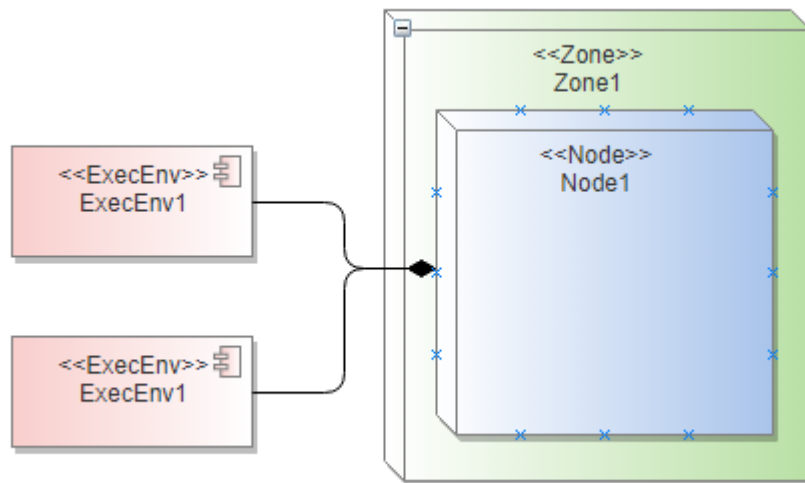 <<Zone>>
Zone1
<<Node>>
Node1
<<ExecEnv>>
ExecEnv1
<<ExecEnv>>
ExecEnv1